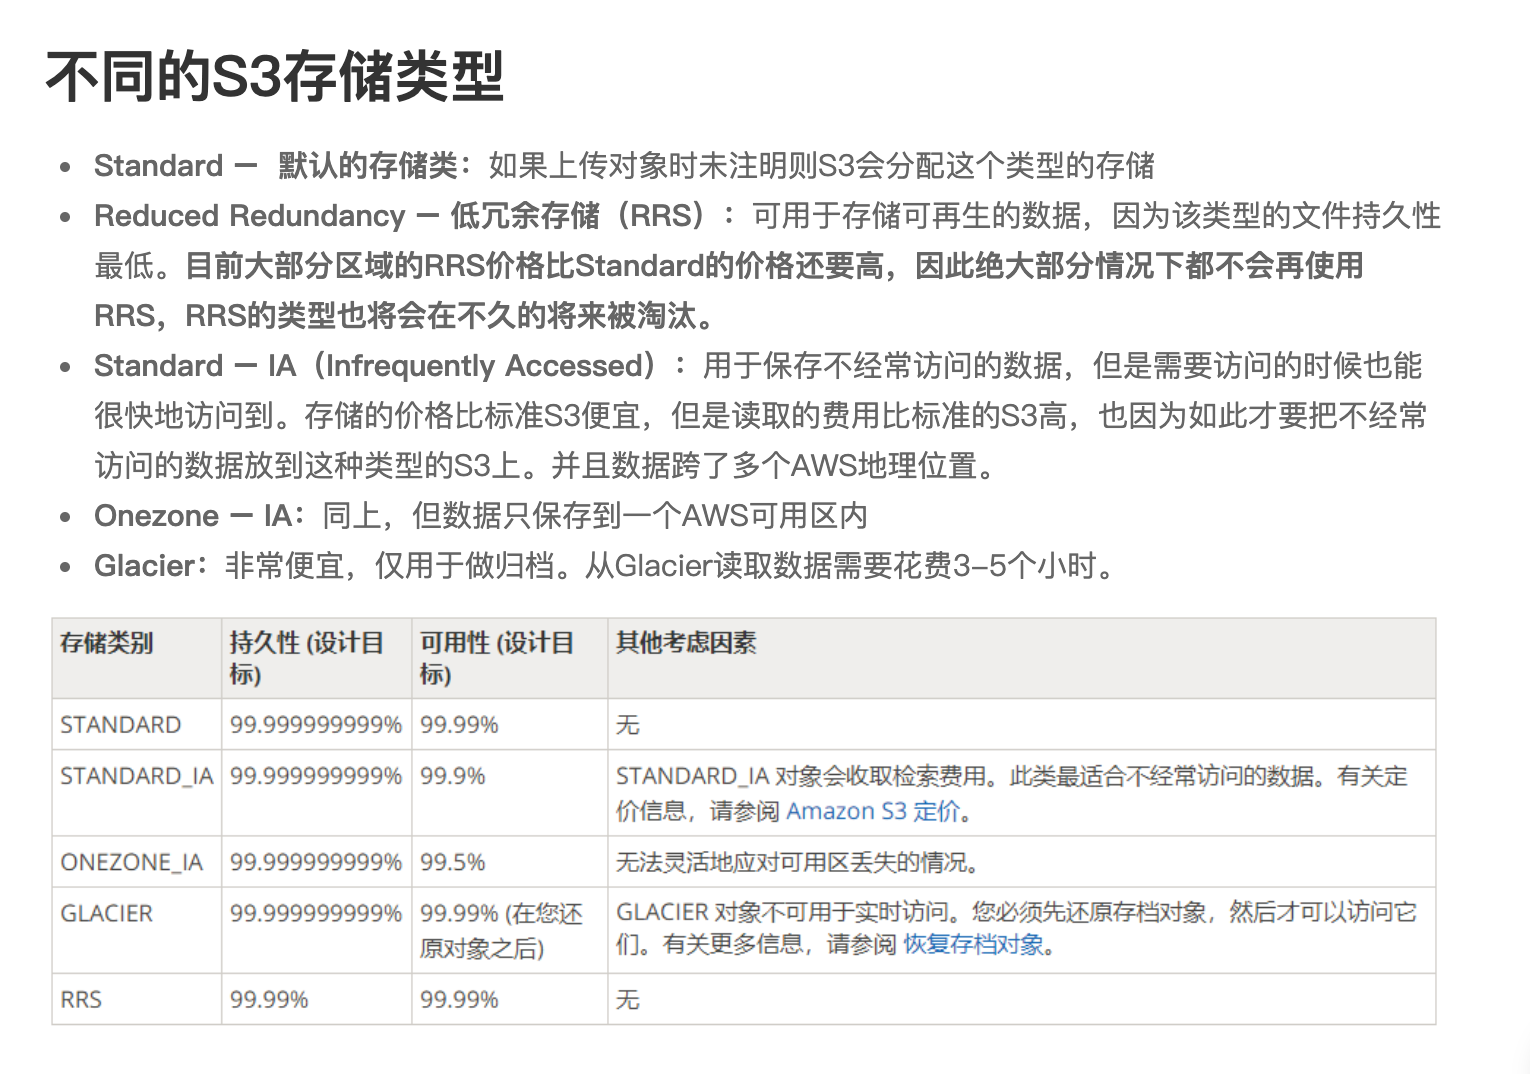 不同的S3存储类型
Standard — 默认的存储类：如果上传对象时未注明则S3会分配这个类型的存储
Reduced Redundancy — 低冗余存储（RRS）：可用于存储可再生的数据，因为该类型的文件持久性
最低。目前大部分区域的RRS价格比Standard的价格还要高，因此绝大部分情况下都不会再使用
RRS，RRS的类型也将会在不久的将来被淘汰。
Standard — IA（Infrequently Accessed）：用于保存不经常访问的数据，但是需要访问的时候也能
很快地访问到。存储的价格比标准S3便宜，但是读取的费用比标准的S3高，也因为如此才要把不经常
访问的数据放到这种类型的S3上。并且数据跨了多个AWS地理位置。
Onezone — IA：同上，但数据只保存到一个AWS可用区内
Glacier：非常便宜，仅用于做归档。从Glacier读取数据需要花费3-5个小时。
存储类别 持久性 (设计目 可用性 (设计目 其他考虑因素
标) 标)
STANDARD 99.999999999% 99.99% 无
STANDARD_IA 99.999999999% 99.9% STANDARD_IA 对象会收取检索费用。此类最适合不经常访问的数据。有关定
价信息，请参阅 Amazon S3 定价。
ONEZONE_IA 99.999999999% 99.5% 无法灵活地应对可用区丢失的情况。
GLACIER 99.999999999% 99.99% (在您还 GLACIER 对象不可用于实时访问。您必须先还原存档对象，然后才可以访问它
原对象之后) 们。有关更多信息，请参阅 恢复存档对象。
RRS 99.99% 99.99% 无